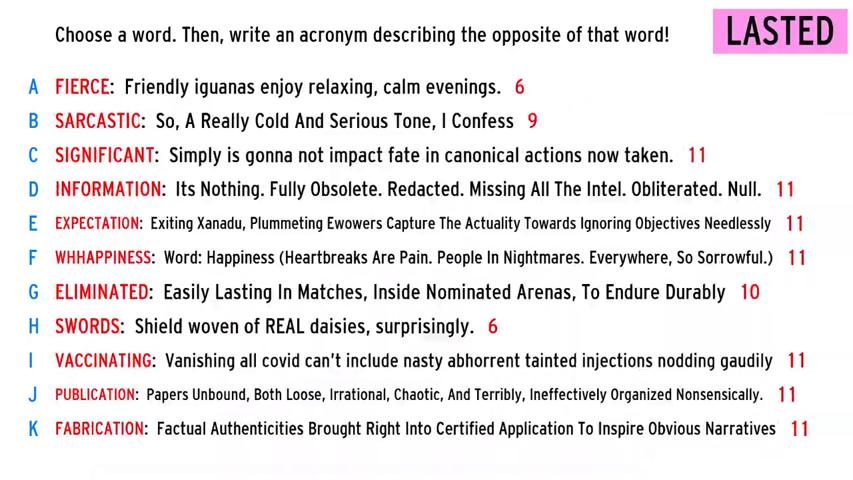 Choose a word. Then, write an acronym describing the opposite of that word!
LASTED
A FIERCE: Friendly iguanas enjoy relaxing, calm evenings. 6
B SARCASTIC: So, A Really Cold And Serious Tone, I Confess 9
C SIGNIFICANT: Simply is gonna not impact fate in canonical actions now taken. 11
D INFORMATION: Its Nothing. Fully Obsolete. Redacted. Missing All The Intel. Obliterated. Null. 11
E EXPECTATION: Exiting Xanadu, Plummeting Ewowers Capture The Actuality Towards Ignoring Objectives Needlessly 11
F WHHAPPINESS: Word: Happiness (Heartbreaks Are Pain. People In Nightmares. Everywhere, So Sorrowful.) 11
G ELIMINATED: Easily Lasting In Matches, Inside Nominated Arenas, To Endure Durably 10
H SWORDS: Shield woven of REAL daisies, surprisingly. 6
I VACCINATING: Vanishing all covid can't include nasty abhorrent tainted injections nodding gaudily 11
J PUBLICATION: Papers Unbound, Both Loose, Irrational, Chaotic, And Terribly, Ineffectively Organized Nonsensically. 11
K FABRICATION: Factual Authenticities Brought Right Into Certified Application To Inspire Obvious Narratives 11